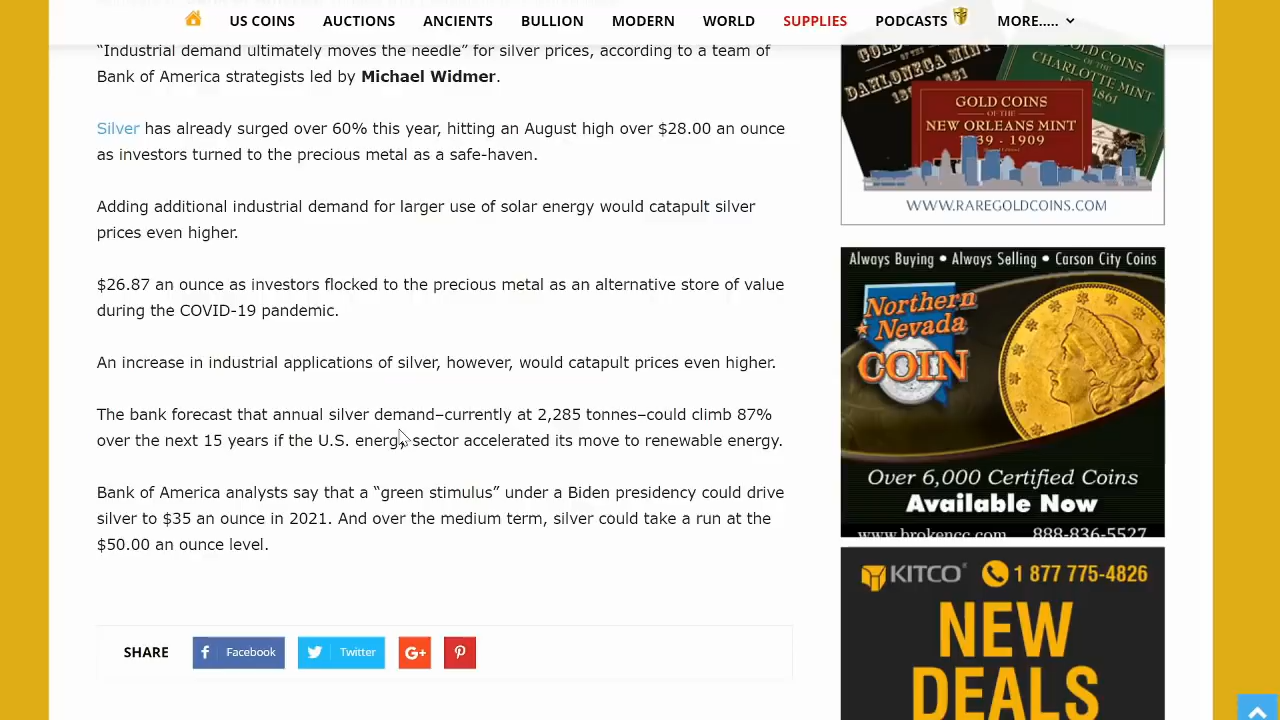 US COINS AUCTIONS ANCIENTS BULLION MODERN WORLD SUPPLIES PODCASTS MORE.....
“Industrial demand ultimately moves the needle” for silver prices, according to a team of
Bank of America strategists led by Michael Widmer.
Silver has already surged over 60% this year, hitting an August high over $28.00 an ounce
as investors turned to the precious metal as a safe-haven.
Adding additional industrial demand for larger use of solar energy would catapult silver
prices even higher.
$26.87 an ounce as investors flocked to the precious metal as an alternative store of value
during the COVID-19 pandemic.
An increase in industrial applications of silver, however, would catapult prices even higher.
The bank forecast that annual silver demand–currently at 2,285 tonnes–could climb 87%
over the next 15 years if the U.S. energy sector accelerated its move to renewable energy.
Bank of America analysts say that a “green stimulus” under a Biden presidency could drive
silver to $35 an ounce in 2021. And over the medium term, silver could take a run at the
$50.00 an ounce level.
SHARE
Facebook
Twitter
G+
GOLD
OF THE
DAHLONEGA MINT
GOLD COINS
OF THE
CHARLOTTE MINT
1861
GOLD COINS
OF THE
NEW ORLEANS MINT
1909
WWW.RAREGOLDCOINS.COM
Always Buying • Always Selling • Carson City Coins
Northern
Nevada
COIN
Over 6,000 Certified Coins
Available Now
www.brokencc.com 888-836-5527
KITCO 1 877 775-4826
NEW
DEALS